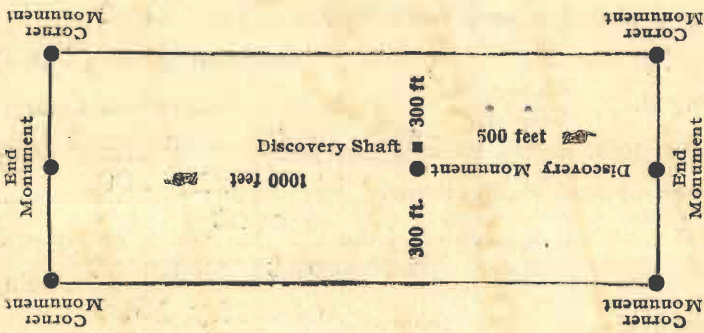 Corner
Monument
Corner
Monument
End
Monument
Discovery Shaft
300 ft
500 feet
Discovery Monument
1000 feet
300 ft.
End
Monument
Corner
Monument
Corner
Monument